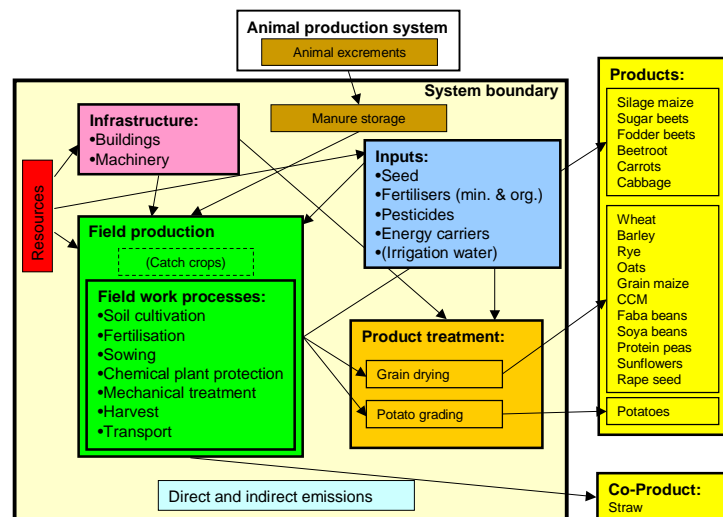 Animal production system
Animal excrements
System boundary
Manure storage
Infrastructure:
•Buildings
•Machinery
Resources
Inputs:
•Seed
•Fertilisers (min. & org.)
•Pesticides
•Energy carriers
•(Irrigation water)
Field production
(Catch crops)
Field work processes:
•Soil cultivation
•Fertilisation
•Sowing
•Chemical plant protection
•Mechanical treatment
•Harvest
•Transport
Product treatment:
Grain drying
Potato grading
Direct and indirect emissions
Products:
Silage maize
Sugar beets
Fodder beets
Beetroot
Carrots
Cabbage
Wheat
Barley
Rye
Oats
Grain maize
CCM
Faba beans
Soya beans
Protein peas
Sunflowers
Rape seed
Potatoes
Co-Product:
Straw